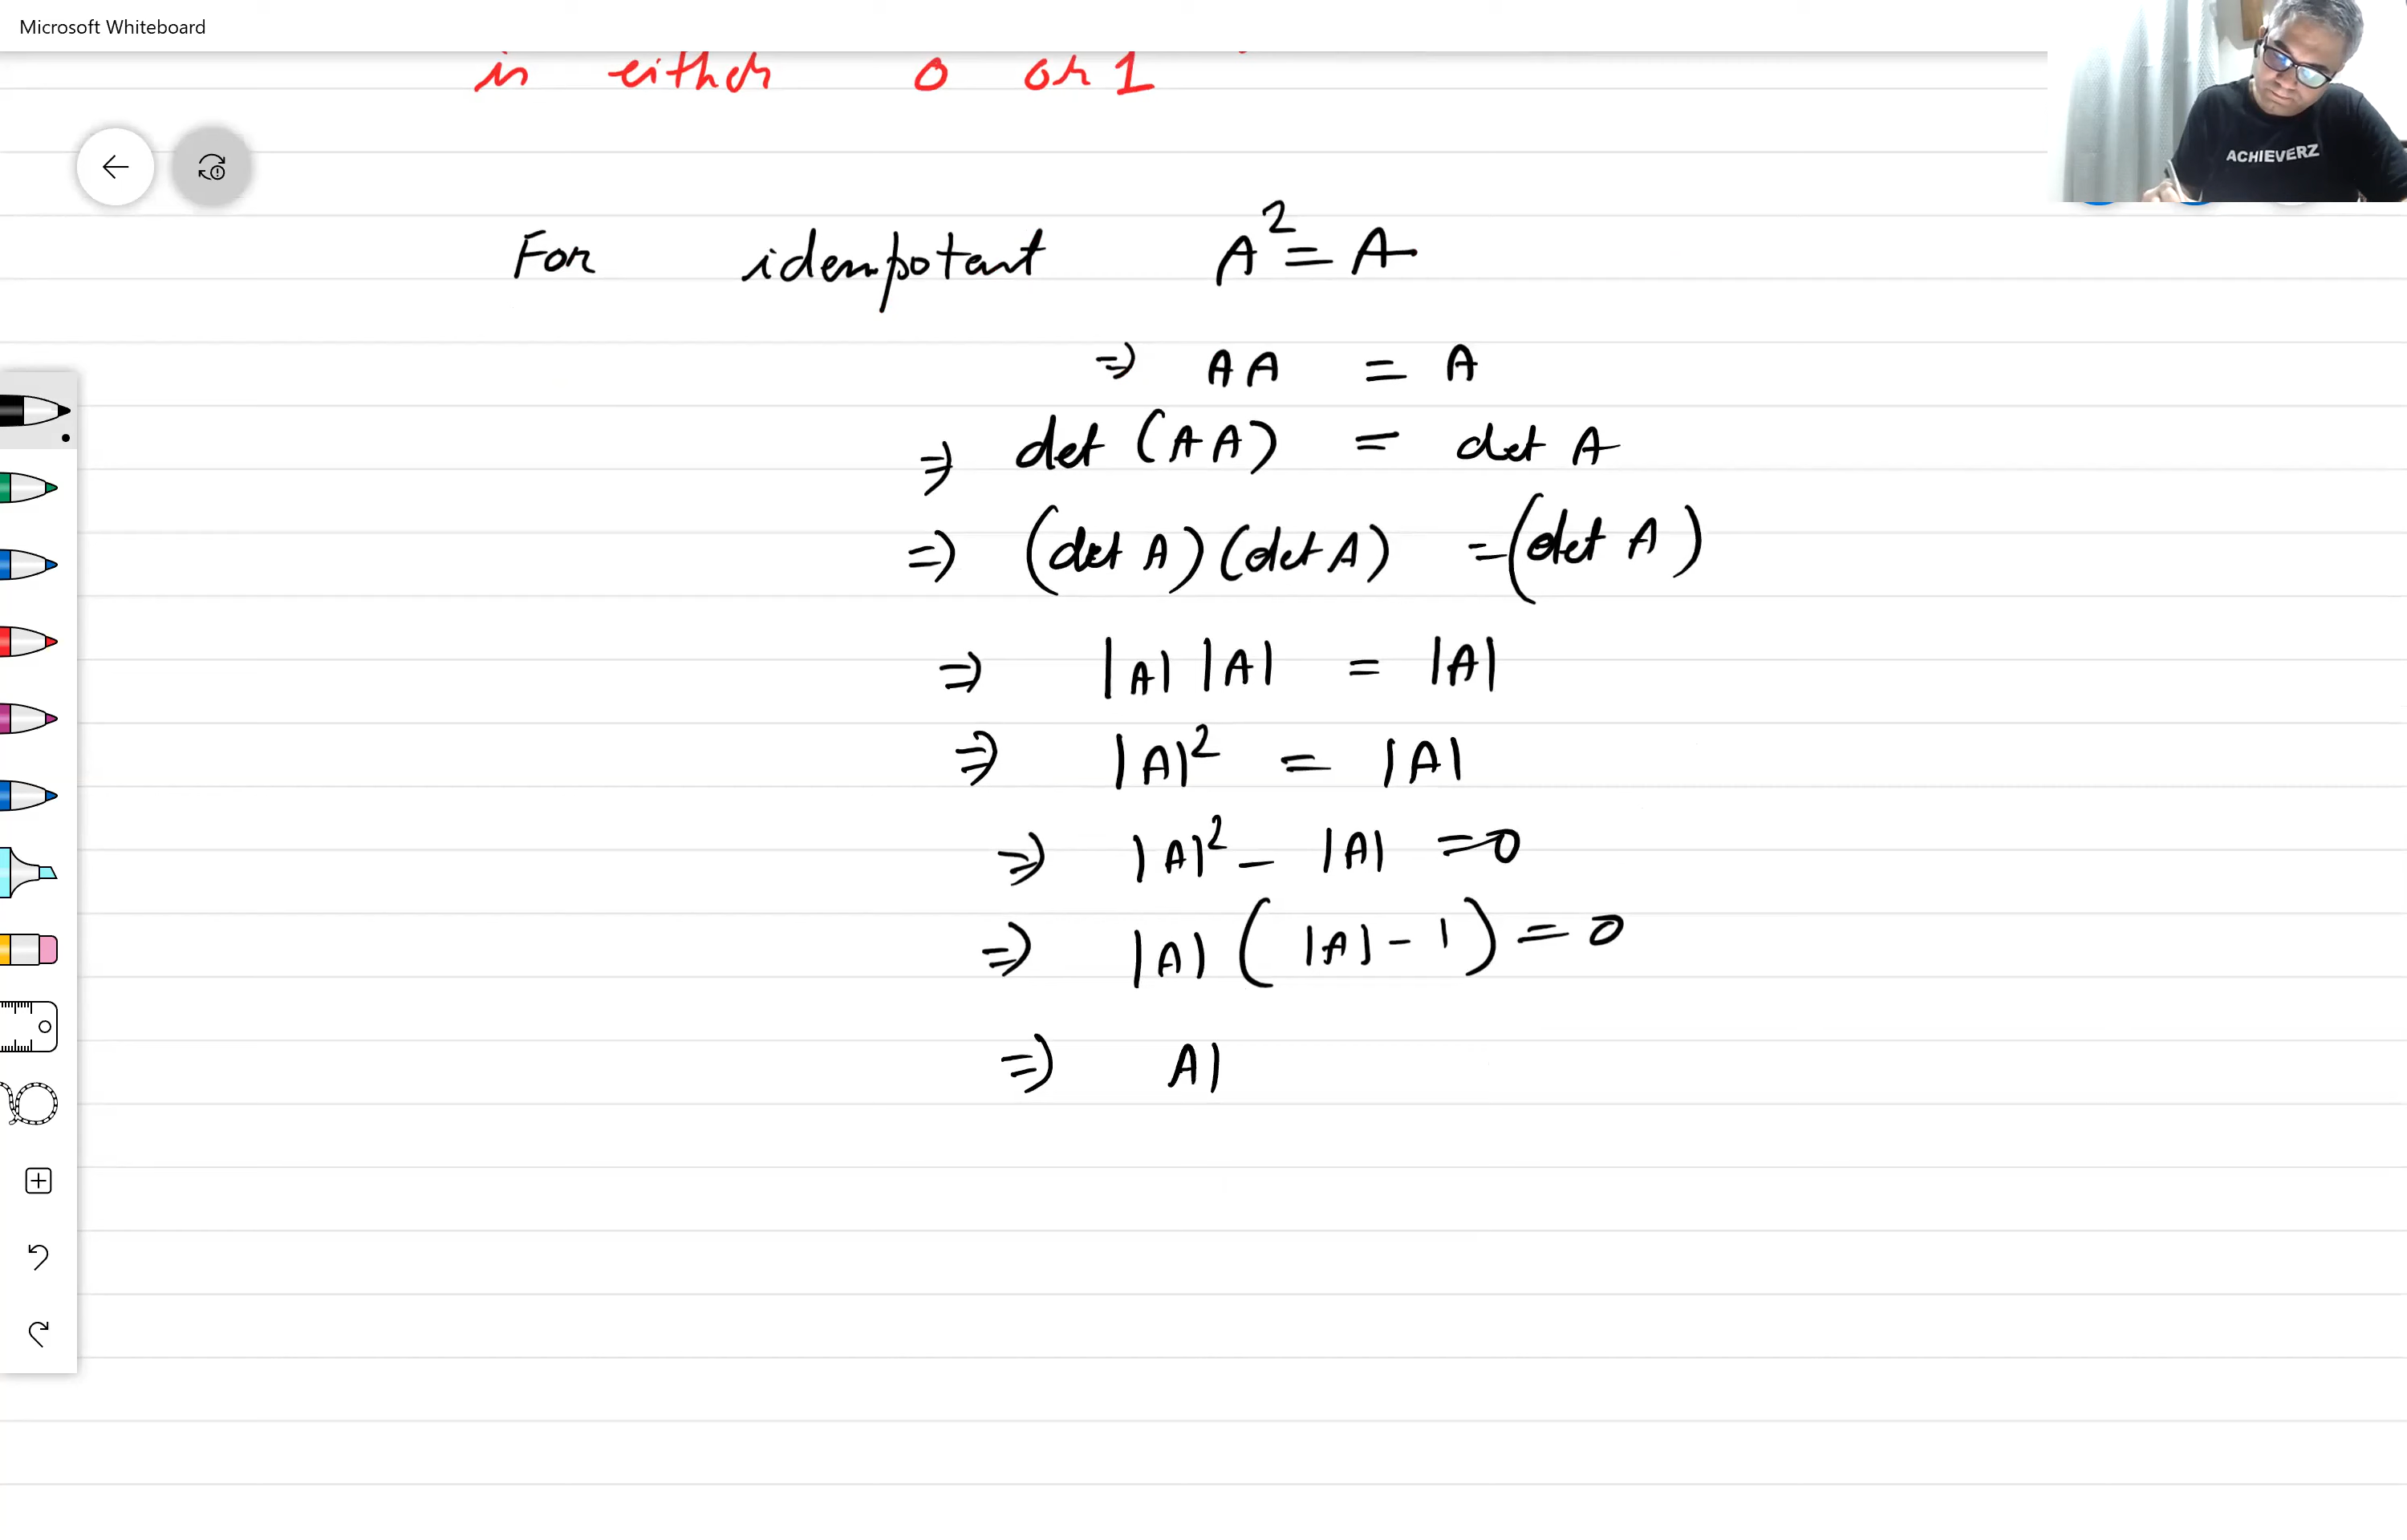 Microsoft Whiteboard
is either 0 or 1
ACHIEVERZ
For idempotent A² = A
⇒ AA = A
⇒ det (AA) = det A
⇒ (det A) (det A) = (det A)
⇒ |A| |A| = |A|
⇒ |A|² = |A|
⇒ |A|² − |A| = 0
⇒ |A| ( |A| − 1 ) = 0
⇒ A|